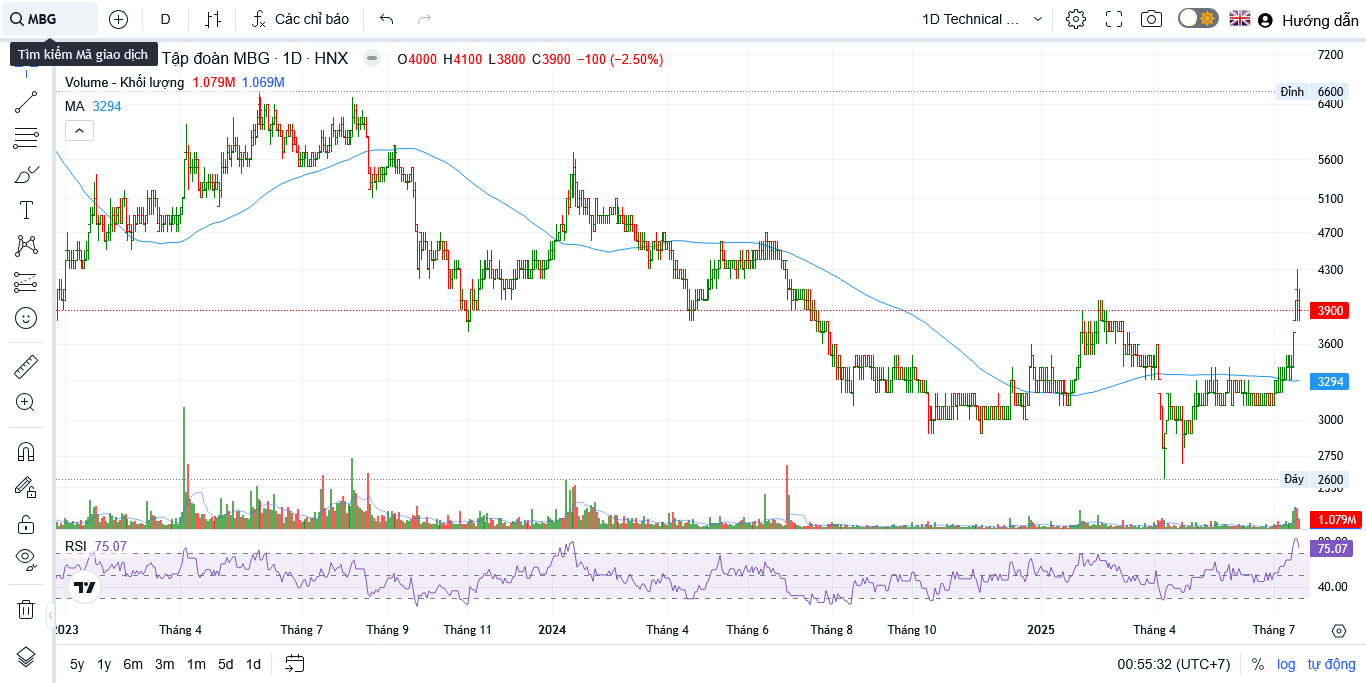 MBG D Các chỉ báo 1D Technical ... Hướng dẫn
Tìm kiếm Mã giao dịch
Tập đoàn MBG · 1D · HNX O4000 H4100 L3800 C3900 −100 (−2.50%)
Volume - Khối lượng 1.079M 1.069M
MA 3294
7200
Đỉnh 6600
6400
5600
5100
4700
4300
3900
3600
3294
3000
2750
Đáy 2600
1.079M
RSI 75.07
75.07
40.00
2023 Tháng 4 Tháng 7 Tháng 9 Tháng 11 2024 Tháng 4 Tháng 6 Tháng 8 Tháng 10 2025 Tháng 4 Tháng 7
5y 1y 6m 3m 1m 5d 1d 00:55:32 (UTC+7) % log tự động